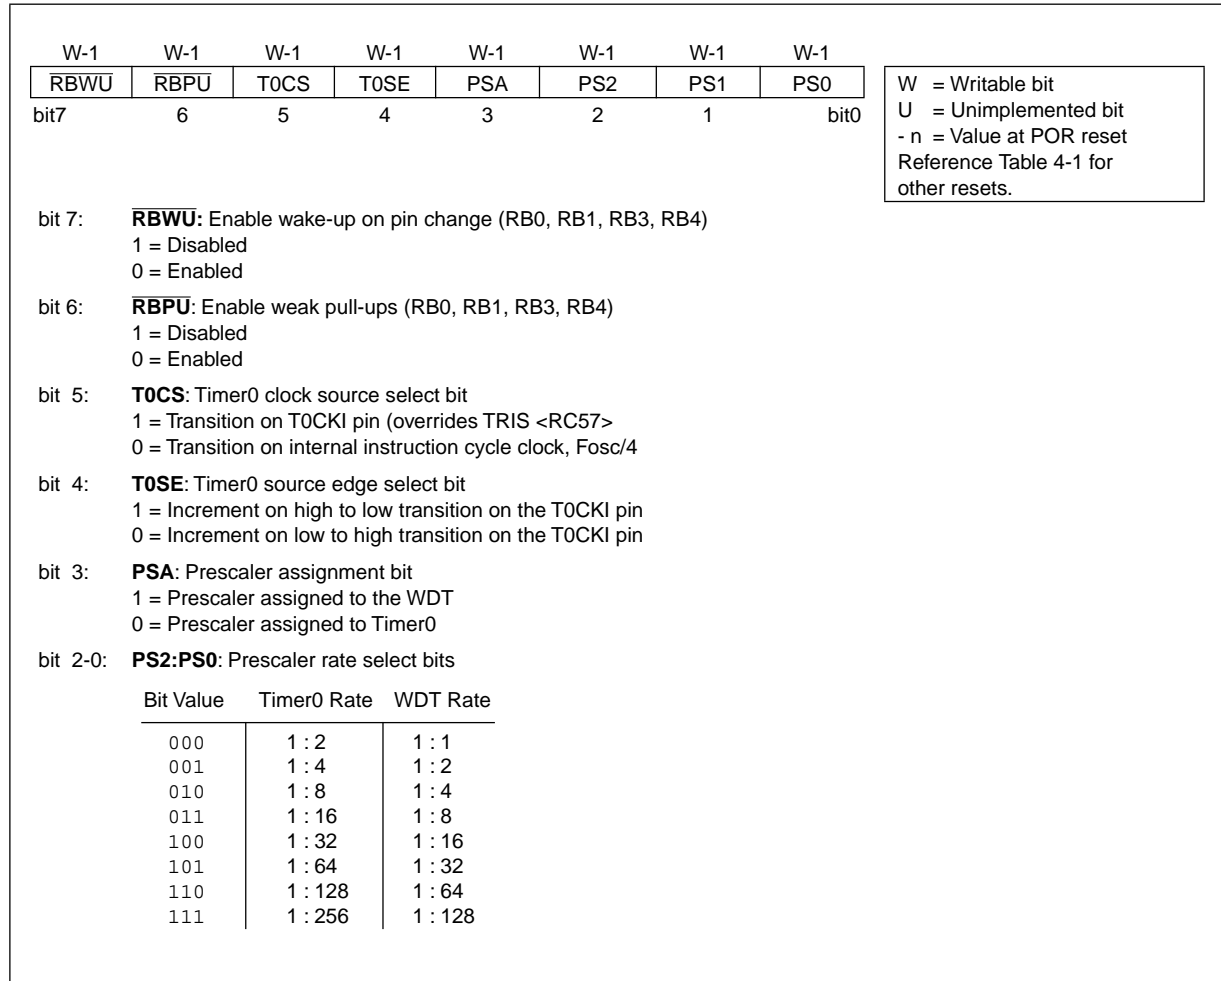 W-1 W-1 W-1 W-1 W-1 W-1 W-1 W-1
RBWU RBPU T0CS T0SE PSA PS2 PS1 PS0
bit7 6 5 4 3 2 1 bit0
W = Writable bit
U = Unimplemented bit
- n = Value at POR reset
Reference Table 4-1 for
other resets.
bit 7: RBWU: Enable wake-up on pin change (RB0, RB1, RB3, RB4)
1 = Disabled
0 = Enabled
bit 6: RBPU: Enable weak pull-ups (RB0, RB1, RB3, RB4)
1 = Disabled
0 = Enabled
bit 5: T0CS: Timer0 clock source select bit
1 = Transition on T0CKI pin (overrides TRIS <RC57>
0 = Transition on internal instruction cycle clock, Fosc/4
bit 4: T0SE: Timer0 source edge select bit
1 = Increment on high to low transition on the T0CKI pin
0 = Increment on low to high transition on the T0CKI pin
bit 3: PSA: Prescaler assignment bit
1 = Prescaler assigned to the WDT
0 = Prescaler assigned to Timer0
bit 2-0: PS2:PS0: Prescaler rate select bits
Bit Value Timer0 Rate WDT Rate
000 1 : 2 1 : 1
001 1 : 4 1 : 2
010 1 : 8 1 : 4
011 1 : 16 1 : 8
100 1 : 32 1 : 16
101 1 : 64 1 : 32
110 1 : 128 1 : 64
111 1 : 256 1 : 128